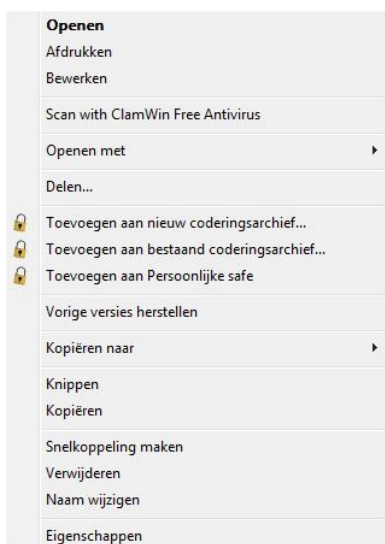 Openen
Afdrukken
Bewerken
Scan with ClamWin Free Antivirus
Openen met
Delen...
Toevoegen aan nieuw coderingsarchief...
Toevoegen aan bestaand coderingsarchief...
Toevoegen aan Persoonlijke safe
Vorige versies herstellen
Kopiëren naar
Knippen
Kopiëren
Snelkoppeling maken
Verwijderen
Naam wijzigen
Eigenschappen